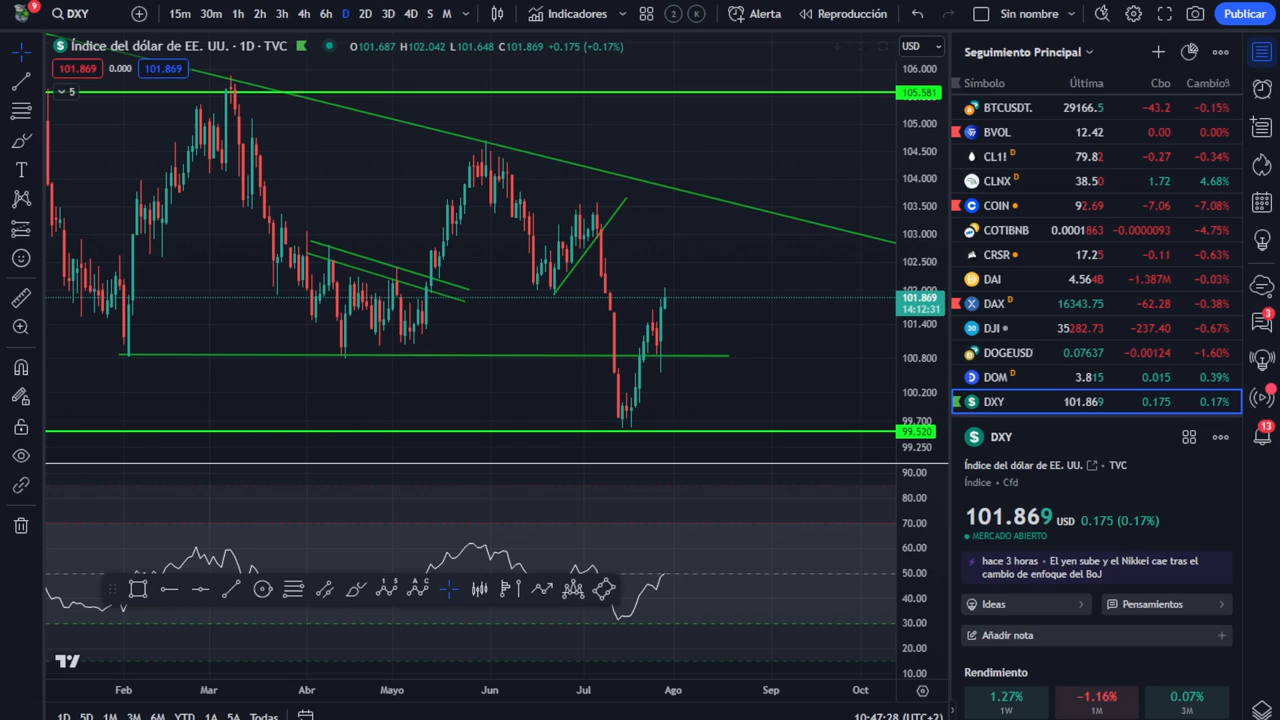 9
DXY
15m 30m 1h 2h 3h 4h 6h D 2D 3D 4D S M
Indicadores
2 K
Alerta
Reproducción
Sin nombre
Publicar
Índice del dólar de EE. UU. · 1D · TVC
O101.687 H102.042 L101.648 C101.869 +0.175 (+0.17%)
101.869 0.000 101.869
5
USD
106.000
105.581
105.000
104.500
104.000
103.500
103.000
102.500
101.869
14:12:31
101.400
100.800
100.200
99.700
99.520
99.250
90.00
80.00
70.00
60.00
50.00
40.00
30.00
20.00
10.00
Feb Mar Abr Mayo Jun Jul Ago Sep Oct
1D 5D 1M 3M 6M YTD 1A 5A Todas
10:47:28 (UTC+2)
Seguimiento Principal
Símbolo Última Cbo Cambio%
BTCUSDT. 29166.5 -43.2 -0.15%
BVOL 12.42 0.00 0.00%
CL1! D 79.82 -0.27 -0.34%
CLNX D 38.50 1.72 4.68%
COIN 92.69 -7.06 -7.08%
COTIBNB 0.0001863 -0.0000093 -4.75%
CRSR 17.25 -0.11 -0.63%
DAI 4.564B -1.387M -0.03%
DAX D 16343.75 -62.28 -0.38%
DJI 35282.73 -237.40 -0.67%
DOGEUSD 0.07637 -0.00124 -1.60%
DOM D 3.815 0.015 0.39%
DXY 101.869 0.175 0.17%
DXY
Índice del dólar de EE. UU. · TVC
Índice · Cfd
101.869 USD 0.175 (0.17%)
MERCADO ABIERTO
hace 3 horas · El yen sube y el Nikkei cae tras el
cambio de enfoque del BoJ
Ideas
Pensamientos
Añadir nota
Rendimiento
1.27% −1.16% 0.07%
1W 1M 3M
3
13